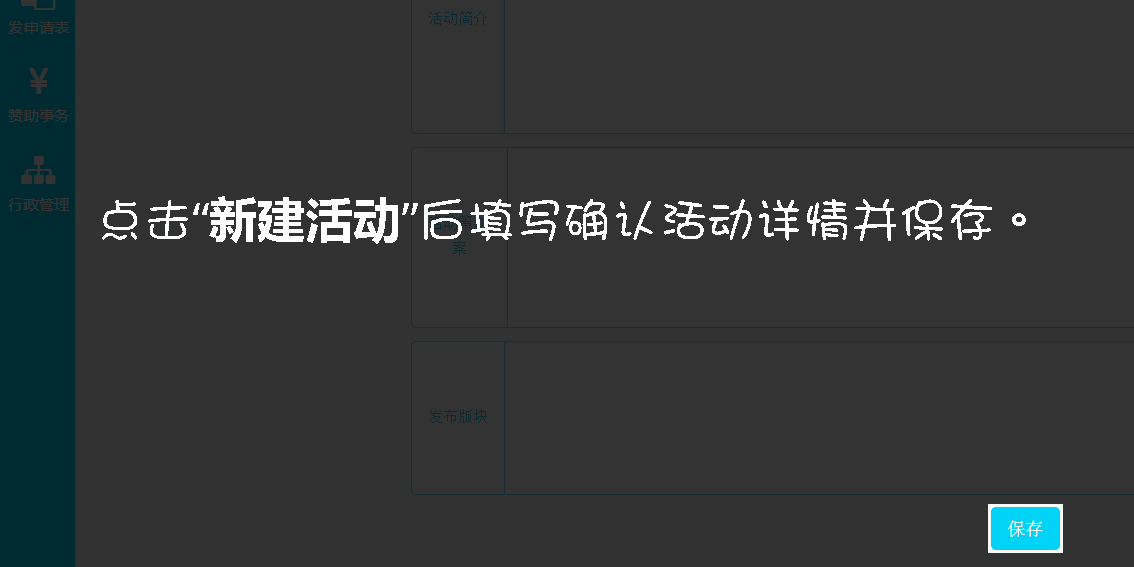 活动简介
发申请表
赞助事务
行政管理
点击“新建活动”后填写确认活动详情并保存。
案
发布版块
保存